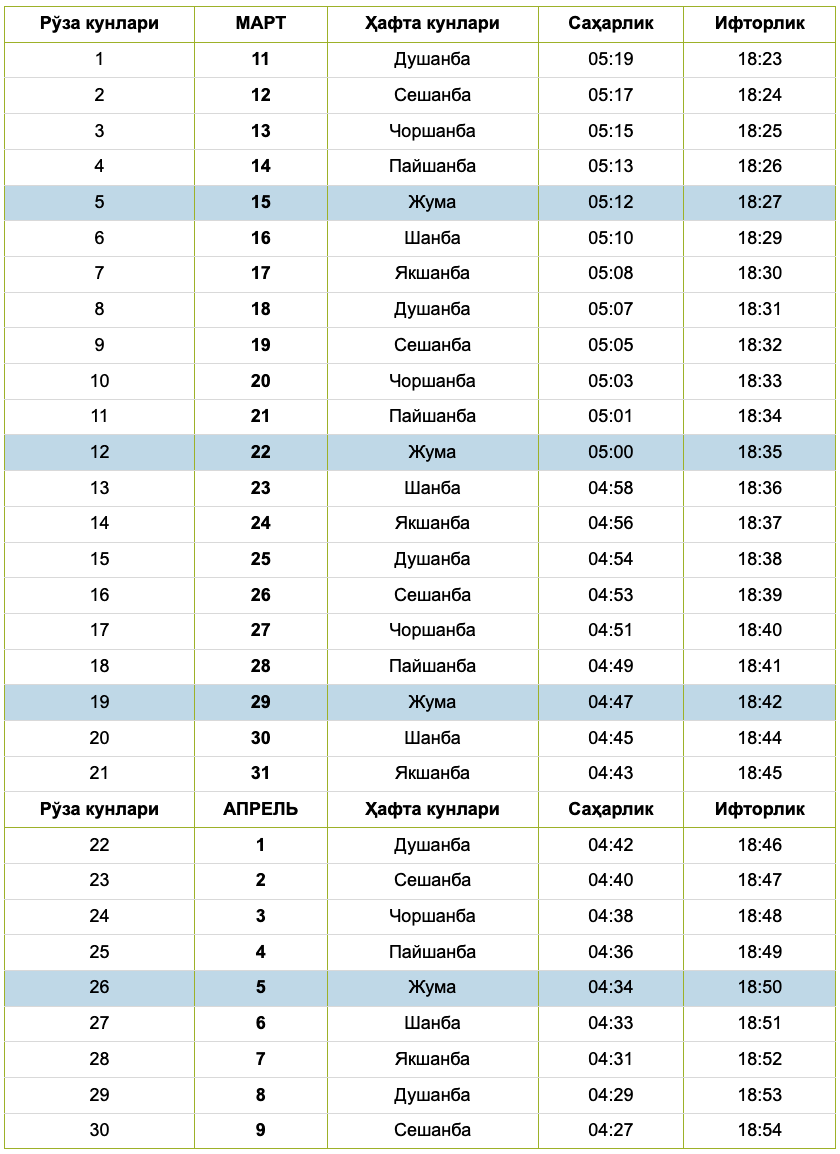 Рўза кунлари МАРТ Ҳафта кунлари Саҳарлик Ифторлик
1 11 Душанба 05:19 18:23
2 12 Сешанба 05:17 18:24
3 13 Чоршанба 05:15 18:25
4 14 Пайшанба 05:13 18:26
5 15 Жума 05:12 18:27
6 16 Шанба 05:10 18:29
7 17 Якшанба 05:08 18:30
8 18 Душанба 05:07 18:31
9 19 Сешанба 05:05 18:32
10 20 Чоршанба 05:03 18:33
11 21 Пайшанба 05:01 18:34
12 22 Жума 05:00 18:35
13 23 Шанба 04:58 18:36
14 24 Якшанба 04:56 18:37
15 25 Душанба 04:54 18:38
16 26 Сешанба 04:53 18:39
17 27 Чоршанба 04:51 18:40
18 28 Пайшанба 04:49 18:41
19 29 Жума 04:47 18:42
20 30 Шанба 04:45 18:44
21 31 Якшанба 04:43 18:45
Рўза кунлари АПРЕЛЬ Ҳафта кунлари Саҳарлик Ифторлик
22 1 Душанба 04:42 18:46
23 2 Сешанба 04:40 18:47
24 3 Чоршанба 04:38 18:48
25 4 Пайшанба 04:36 18:49
26 5 Жума 04:34 18:50
27 6 Шанба 04:33 18:51
28 7 Якшанба 04:31 18:52
29 8 Душанба 04:29 18:53
30 9 Сешанба 04:27 18:54